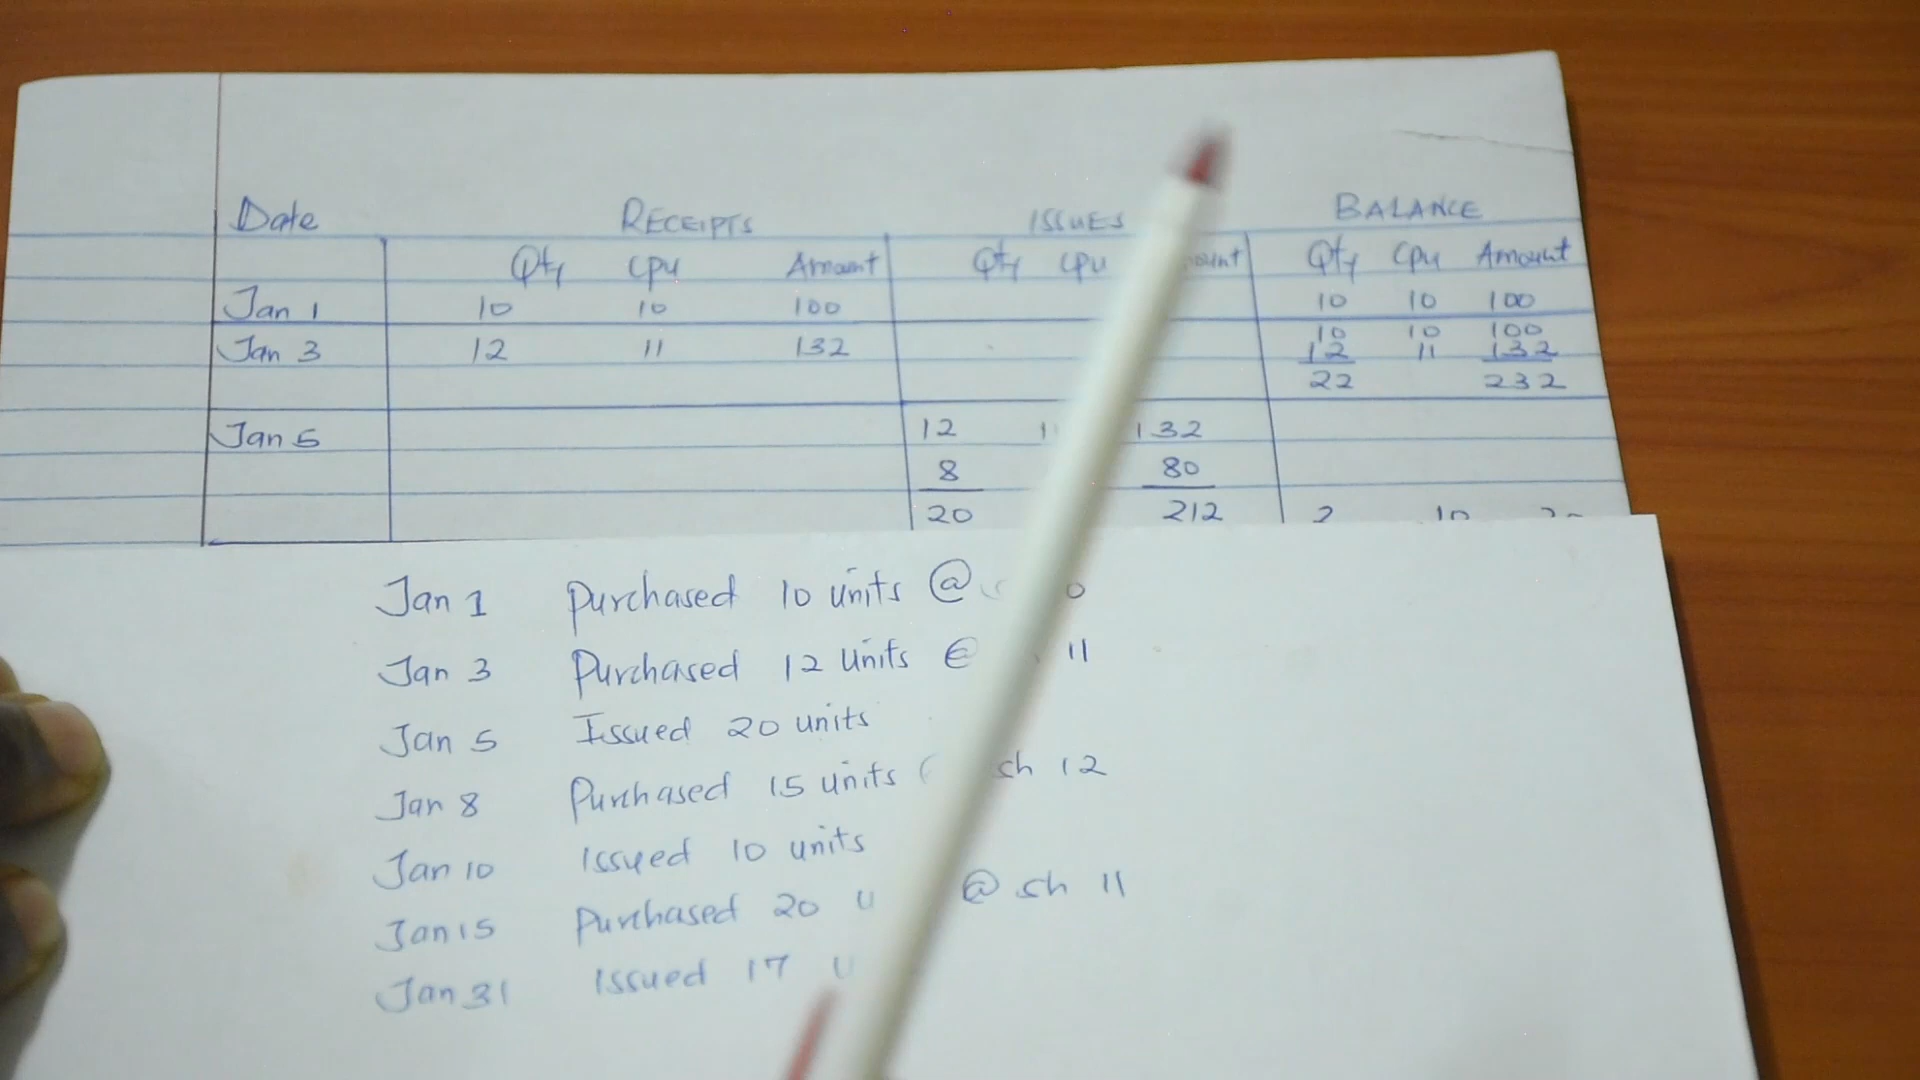 Date RECEIPTS ISSUES BALANCE
Qty Cpu Amount Qty Cpu Qty Cpu Amount
Jan 1 10 10 100 10 10 100
10 10 100
Jan 3 12 11 132 12 11 132
22 232
Jan 5 12 132
8 80
20 212 2 10
Jan 1 Purchased 10 units @
Jan 3 Purchased 12 units @ 11
Jan 5 Issued 20 units
Jan 8 Purchased 15 units sh 12
Jan 10 Issued 10 units
Jan 15 Purchased 20 @ sh 11
Jan 31 Issued 17